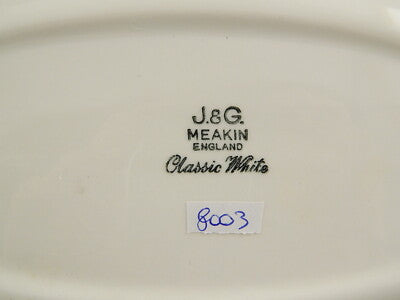 J.&G.
MEAKIN
ENGLAND
Classic White
8003